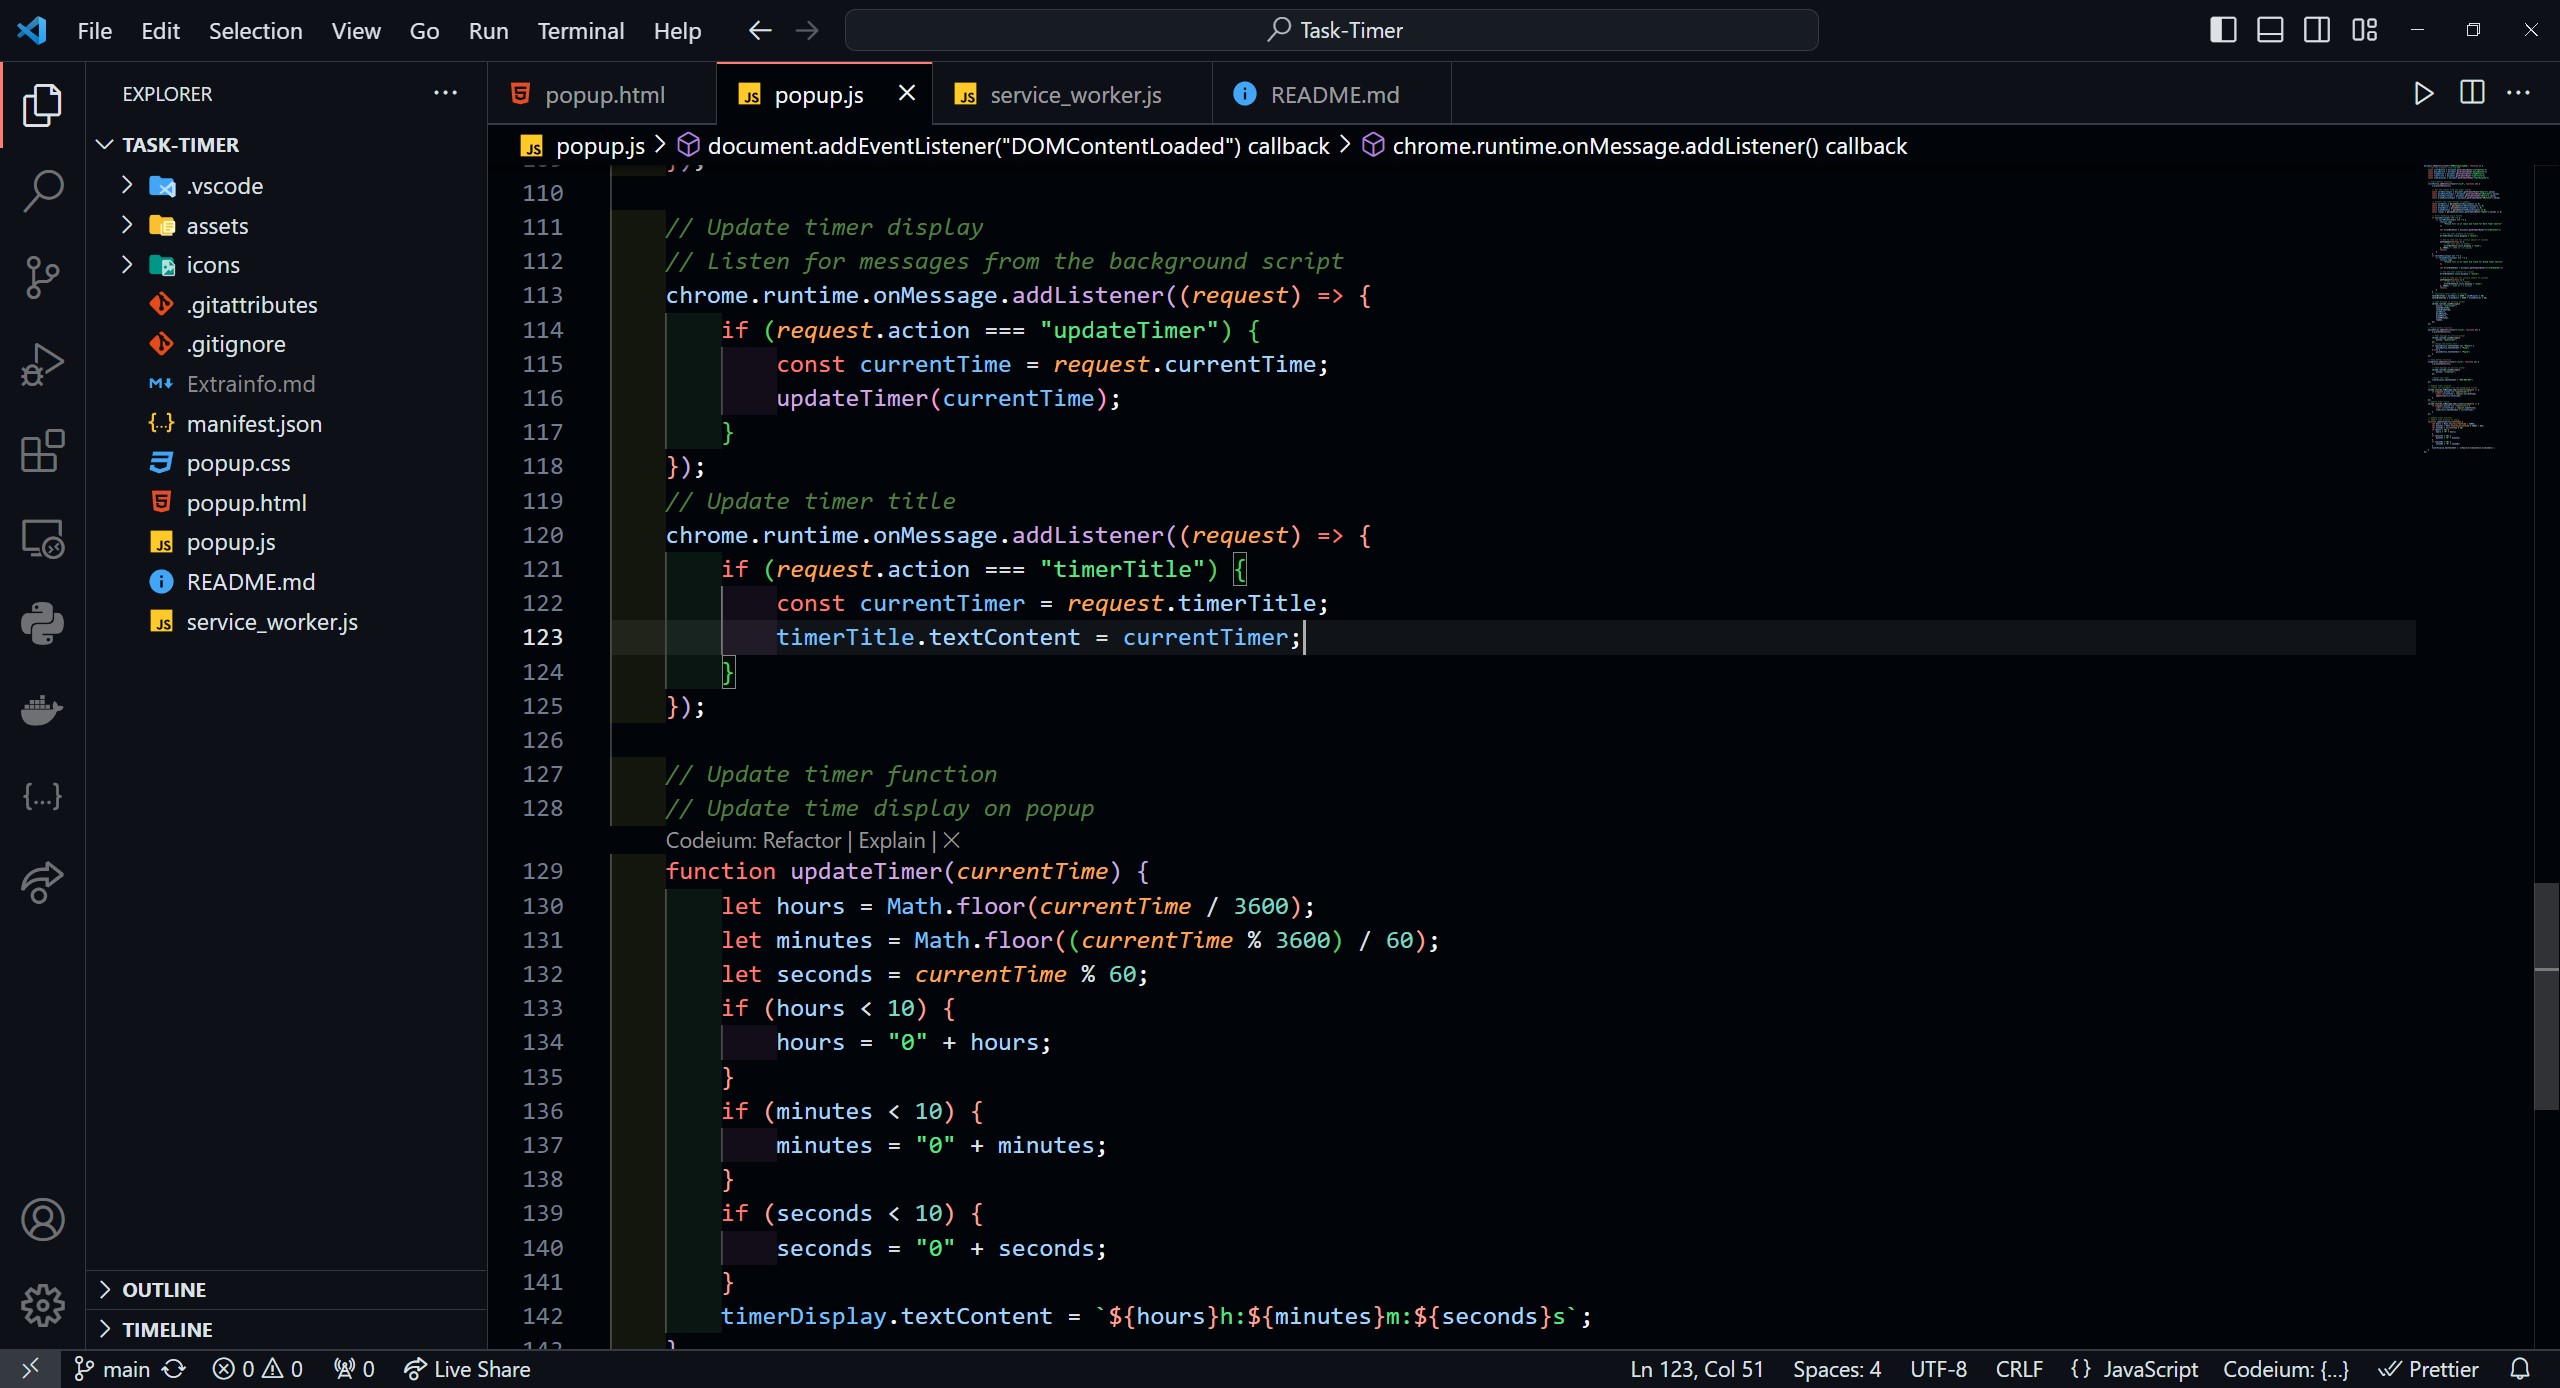 File Edit Selection View Go Run Terminal Help
Task-Timer
EXPLORER
TASK-TIMER
.vscode
assets
icons
.gitattributes
.gitignore
Extrainfo.md
manifest.json
popup.css
popup.html
popup.js
README.md
service_worker.js
OUTLINE
TIMELINE
popup.html popup.js service_worker.js README.md
popup.js > document.addEventListener("DOMContentLoaded") callback > chrome.runtime.onMessage.addListener() callback
110
111 // Update timer display
112 // Listen for messages from the background script
113 chrome.runtime.onMessage.addListener((request) => {
114 if (request.action === "updateTimer") {
115 const currentTime = request.currentTime;
116 updateTimer(currentTime);
117 }
118 });
119 // Update timer title
120 chrome.runtime.onMessage.addListener((request) => {
121 if (request.action === "timerTitle") {
122 const currentTimer = request.timerTitle;
123 timerTitle.textContent = currentTimer;
124 }
125 });
126
127 // Update timer function
128 // Update time display on popup
Codeium: Refactor | Explain | ×
129 function updateTimer(currentTime) {
130 let hours = Math.floor(currentTime / 3600);
131 let minutes = Math.floor((currentTime % 3600) / 60);
132 let seconds = currentTime % 60;
133 if (hours < 10) {
134 hours = "0" + hours;
135 }
136 if (minutes < 10) {
137 minutes = "0" + minutes;
138 }
139 if (seconds < 10) {
140 seconds = "0" + seconds;
141 }
142 timerDisplay.textContent = `${hours}h:${minutes}m:${seconds}s`;
main 0 0 0 Live Share Ln 123, Col 51 Spaces: 4 UTF-8 CRLF {} JavaScript Codeium: {...} Prettier